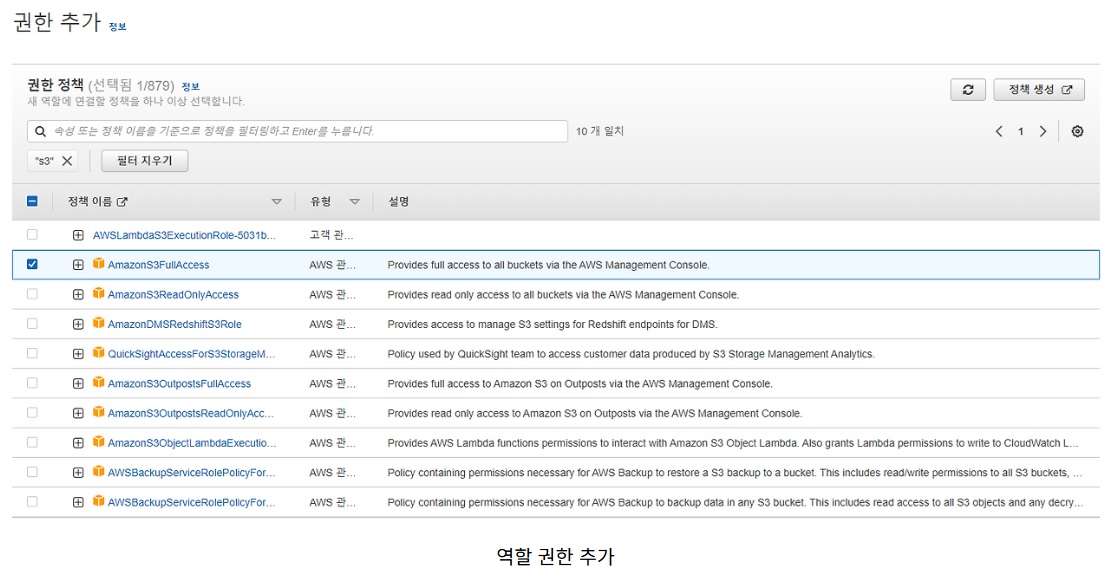 권한 추가 정보
권한 정책 (선택됨 1/879) 정보
새 역할에 연결할 정책을 하나 이상 선택합니다.
정책 생성
속성 또는 정책 이름을 기준으로 정책을 필터링하고 Enter를 누릅니다.
10 개 일치
1
"s3"
필터 지우기
정책 이름 유형 설명
AWSLambdaS3ExecutionRole-5031b... 고객 관...
AmazonS3FullAccess AWS 관... Provides full access to all buckets via the AWS Management Console.
AmazonS3ReadOnlyAccess AWS 관... Provides read only access to all buckets via the AWS Management Console.
AmazonDMSRedshiftS3Role AWS 관... Provides access to manage S3 settings for Redshift endpoints for DMS.
QuickSightAccessForS3StorageM... AWS 관... Policy used by QuickSight team to access customer data produced by S3 Storage Management Analytics.
AmazonS3OutpostsFullAccess AWS 관... Provides full access to Amazon S3 on Outposts via the AWS Management Console.
AmazonS3OutpostsReadOnlyAcc... AWS 관... Provides read only access to Amazon S3 on Outposts via the AWS Management Console.
AmazonS3ObjectLambdaExecutio... AWS 관... Provides AWS Lambda functions permissions to interact with Amazon S3 Object Lambda. Also grants Lambda permissions to write to CloudWatch L...
AWSBackupServiceRolePolicyFor... AWS 관... Policy containing permissions necessary for AWS Backup to restore a S3 backup to a bucket. This includes read/write permissions to all S3 buckets, ...
AWSBackupServiceRolePolicyFor... AWS 관... Policy containing permissions necessary for AWS Backup to backup data in any S3 bucket. This includes read access to all S3 objects and any decry...
역할 권한 추가